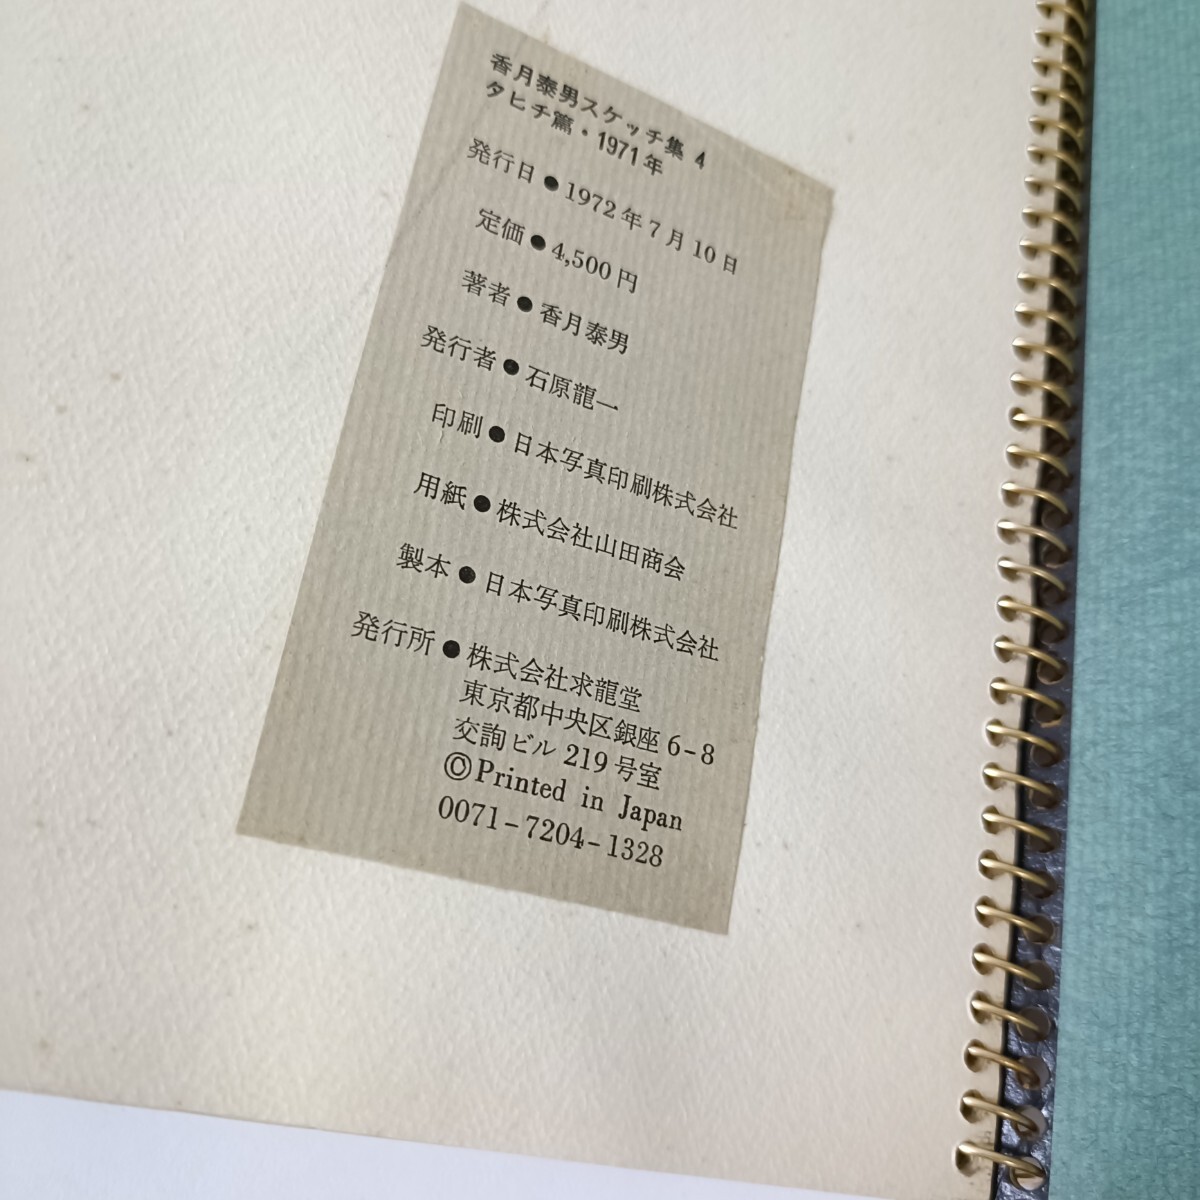 香月泰男スケッチ集 4
タヒチ篇・1971年
発行日●1972年7月10日
定価●4,500円
著者●香月泰男
発行者●石原龍一
印刷●日本写真印刷株式会社
用紙●株式会社山田商会
製本●日本写真印刷株式会社
発行所●株式会社求龍堂
東京都中央区銀座6-8
交詢ビル219号室
©Printed in Japan
0071-7204-1328